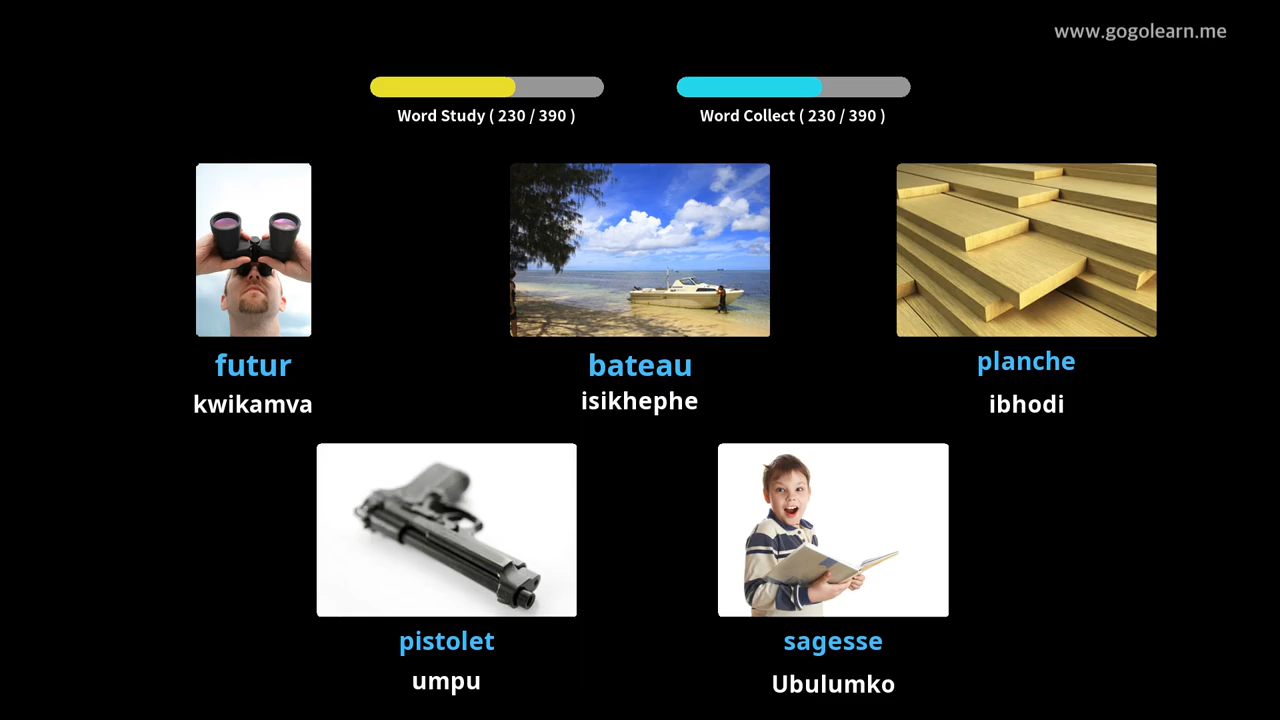 www.gogolearn.me
Word Study ( 230 / 390 )
Word Collect ( 230 / 390 )
futur
kwikamva
bateau
isikhephe
planche
ibhodi
pistolet
umpu
sagesse
Ubulumko